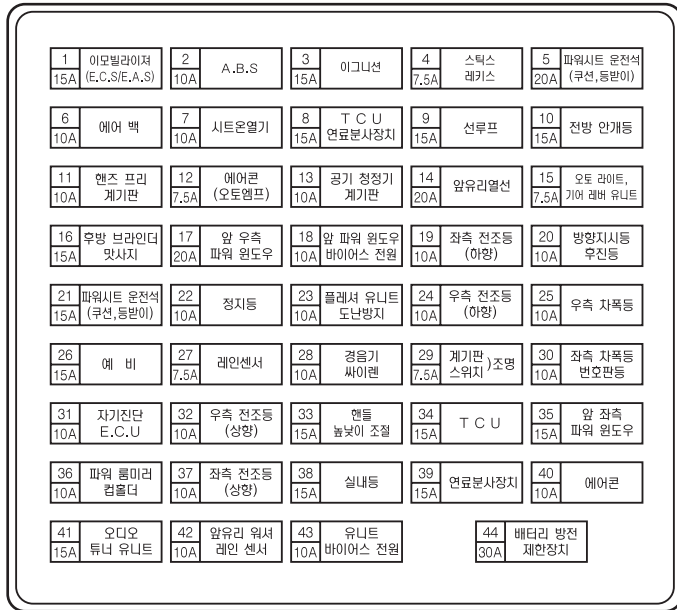 1 15A 이모빌라이져 (E.C.S/E.A.S)
2 10A A.B.S
3 15A 이그니션
4 7.5A 스틱스 레키스
5 20A 파워시트 운전석 (쿠션,등받이)
6 10A 에어 백
7 10A 시트온열기
8 15A T C U 연료분사장치
9 15A 선루프
10 15A 전방 안개등
11 10A 핸즈 프리 계기판
12 7.5A 에어콘 (오토엠프)
13 10A 공기 청정기 계기판
14 20A 앞유리열선
15 7.5A 오토 라이트, 기어 레버 유니트
16 15A 후방 브라인더 맛사지
17 20A 앞 우측 파워 윈도우
18 10A 앞 파워 윈도우 바이어스 전원
19 10A 좌측 전조등 (하향)
20 10A 방향지시등 후진등
21 15A 파워시트 운전석 (쿠션,등받이)
22 10A 정지등
23 10A 플레셔 유니트 도난방지
24 10A 우측 전조등 (하향)
25 10A 우측 차폭등
26 15A 예 비
27 7.5A 레인센서
28 10A 경음기 싸이렌
29 7.5A 계기판 스위치 )조명
30 10A 좌측 차폭등 번호판등
31 10A 자기진단 E.C.U
32 10A 우측 전조등 (상향)
33 15A 핸들 높낮이 조절
34 15A T C U
35 15A 앞 좌측 파워 윈도우
36 10A 파워 룸미러 컵홀더
37 10A 좌측 전조등 (상향)
38 15A 실내등
39 15A 연료분사장치
40 10A 에어콘
41 15A 오디오 튜너 유니트
42 10A 앞유리 워셔 레인 센서
43 10A 유니트 바이어스 전원
44 30A 배터리 방전 제한장치